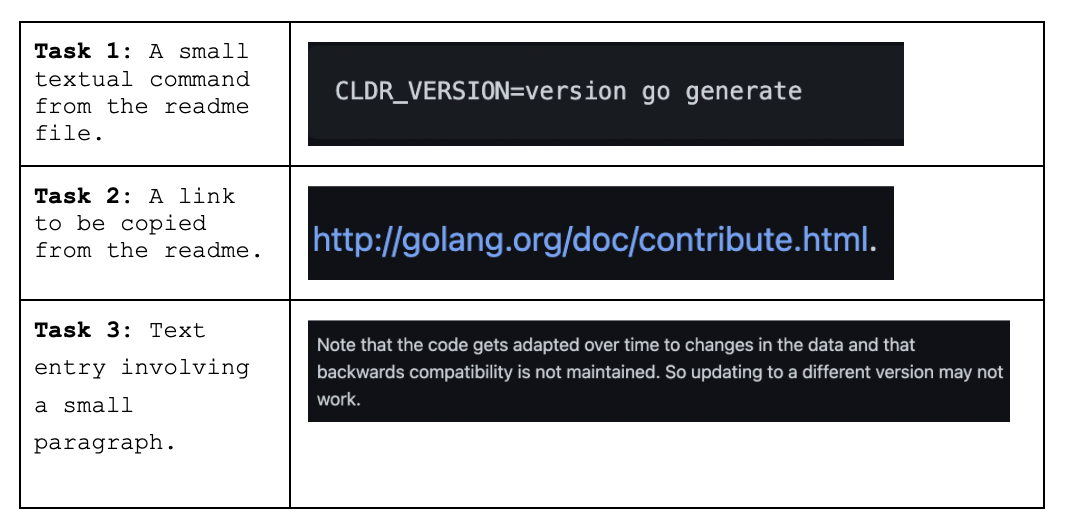 Task 1: A small
textual command
from the readme
file.
CLDR_VERSION=version go generate
Task 2: A link
to be copied
from the readme.
http://golang.org/doc/contribute.html.
Task 3: Text
entry involving
a small
paragraph.
Note that the code gets adapted over time to changes in the data and that
backwards compatibility is not maintained. So updating to a different version may not
work.